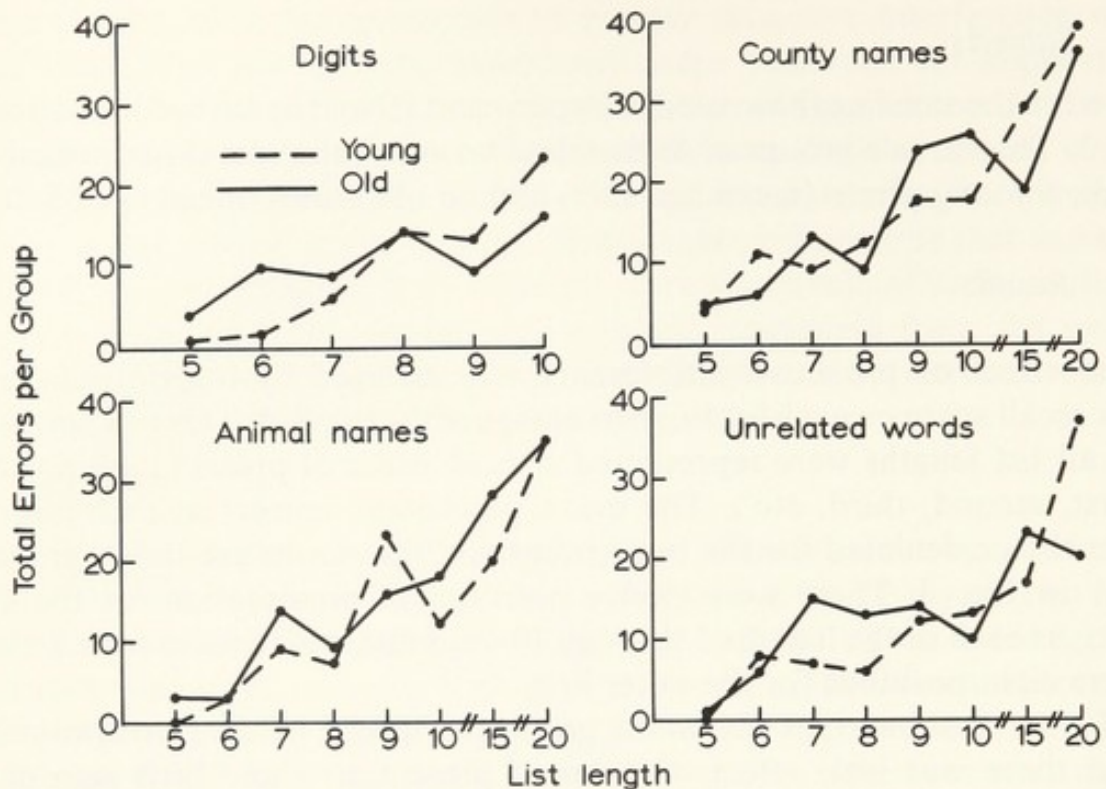 Total Errors per Group
40
30
20
10
0
Digits
Young
Old
5 6 7 8 9 10
40
30
20
10
0
County names
5 6 7 8 9 10 15 20
40
30
20
10
0
Animal names
5 6 7 8 9 10 15 20
40
30
20
10
0
Unrelated words
5 6 7 8 9 10 15 20
List length